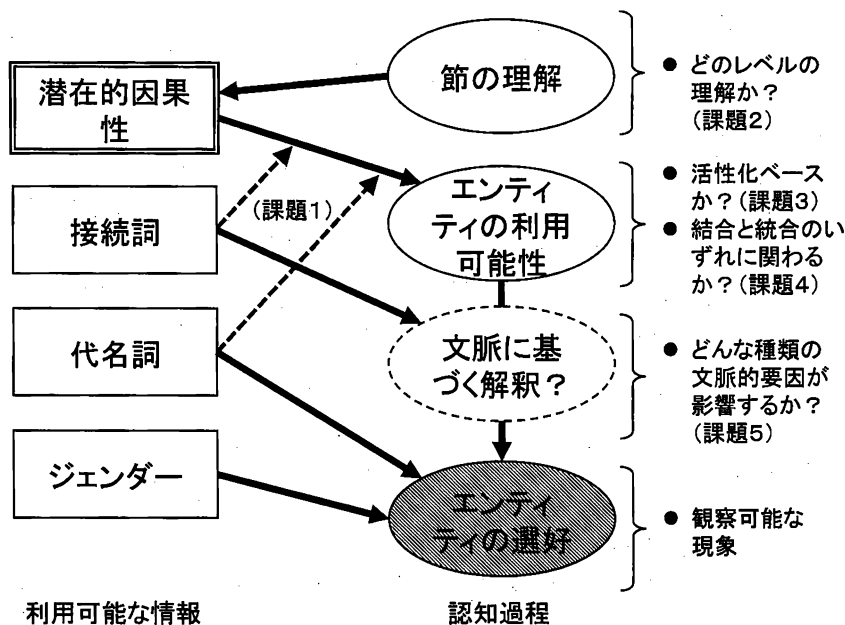 潜在的因果
性
接続詞
代名詞
ジェンダー
利用可能な情報
(課題1)
節の理解
エンティ
ティの利用
可能性
文脈に基
づく解釈？
エンティ
ティの選好
認知過程
● どのレベルの
理解か？
(課題2)
● 活性化ベース
か？(課題3)
● 結合と統合のい
ずれに関わる
か？(課題4)
● どんな種類の
文脈的要因が
影響するか？
(課題5)
● 観察可能な
現象